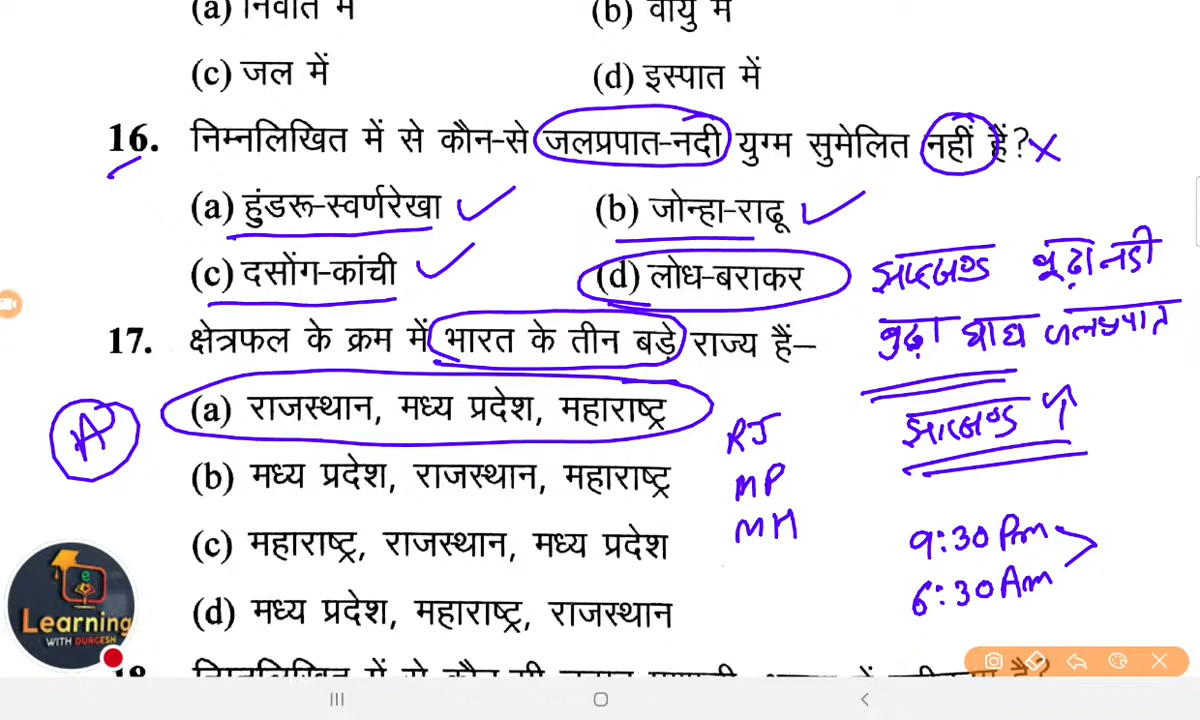 (a) निर्वात में (b) वायु में
(c) जल में (d) इस्पात में
16. निम्नलिखित में से कौन-से जलप्रपात-नदी युग्म सुमेलित नहीं हैं?
(a) हुंडरू-स्वर्णरेखा (b) जोन्हा-राढू
(c) दसोंग-कांची (d) लोध-बराकर
झारखण्ड बूढ़ा नदी
बुढ़ा घाघ जलप्रपात
17. क्षेत्रफल के क्रम में भारत के तीन बड़े राज्य हैं–
(a) राजस्थान, मध्य प्रदेश, महाराष्ट्र
A
झारखण्ड
RJ
(b) मध्य प्रदेश, राजस्थान, महाराष्ट्र
MP
(c) महाराष्ट्र, राजस्थान, मध्य प्रदेश
MH
9:30 Pm
6:30 Am
(d) मध्य प्रदेश, महाराष्ट्र, राजस्थान
e
Learning
WITH DURGESH
18. निम्नलिखित में से कौन सी